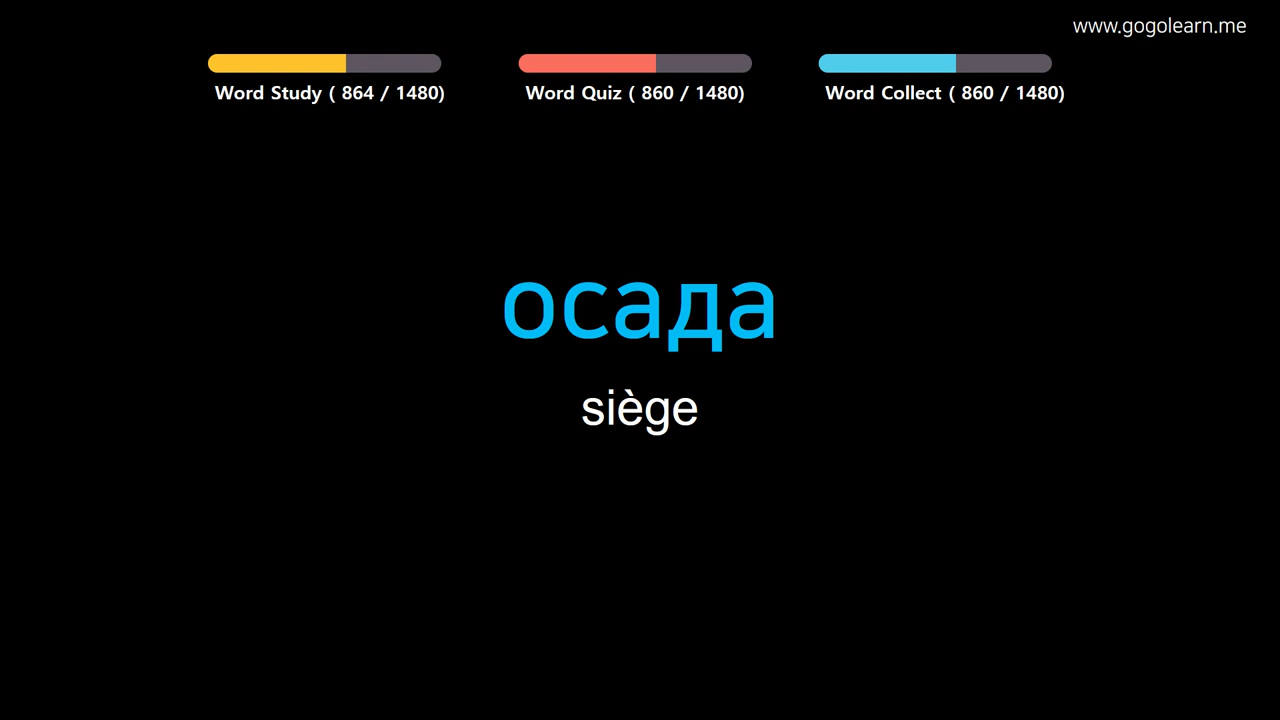 www.gogolearn.me
Word Study ( 864 / 1480)
Word Quiz ( 860 / 1480)
Word Collect ( 860 / 1480)
осада
siège